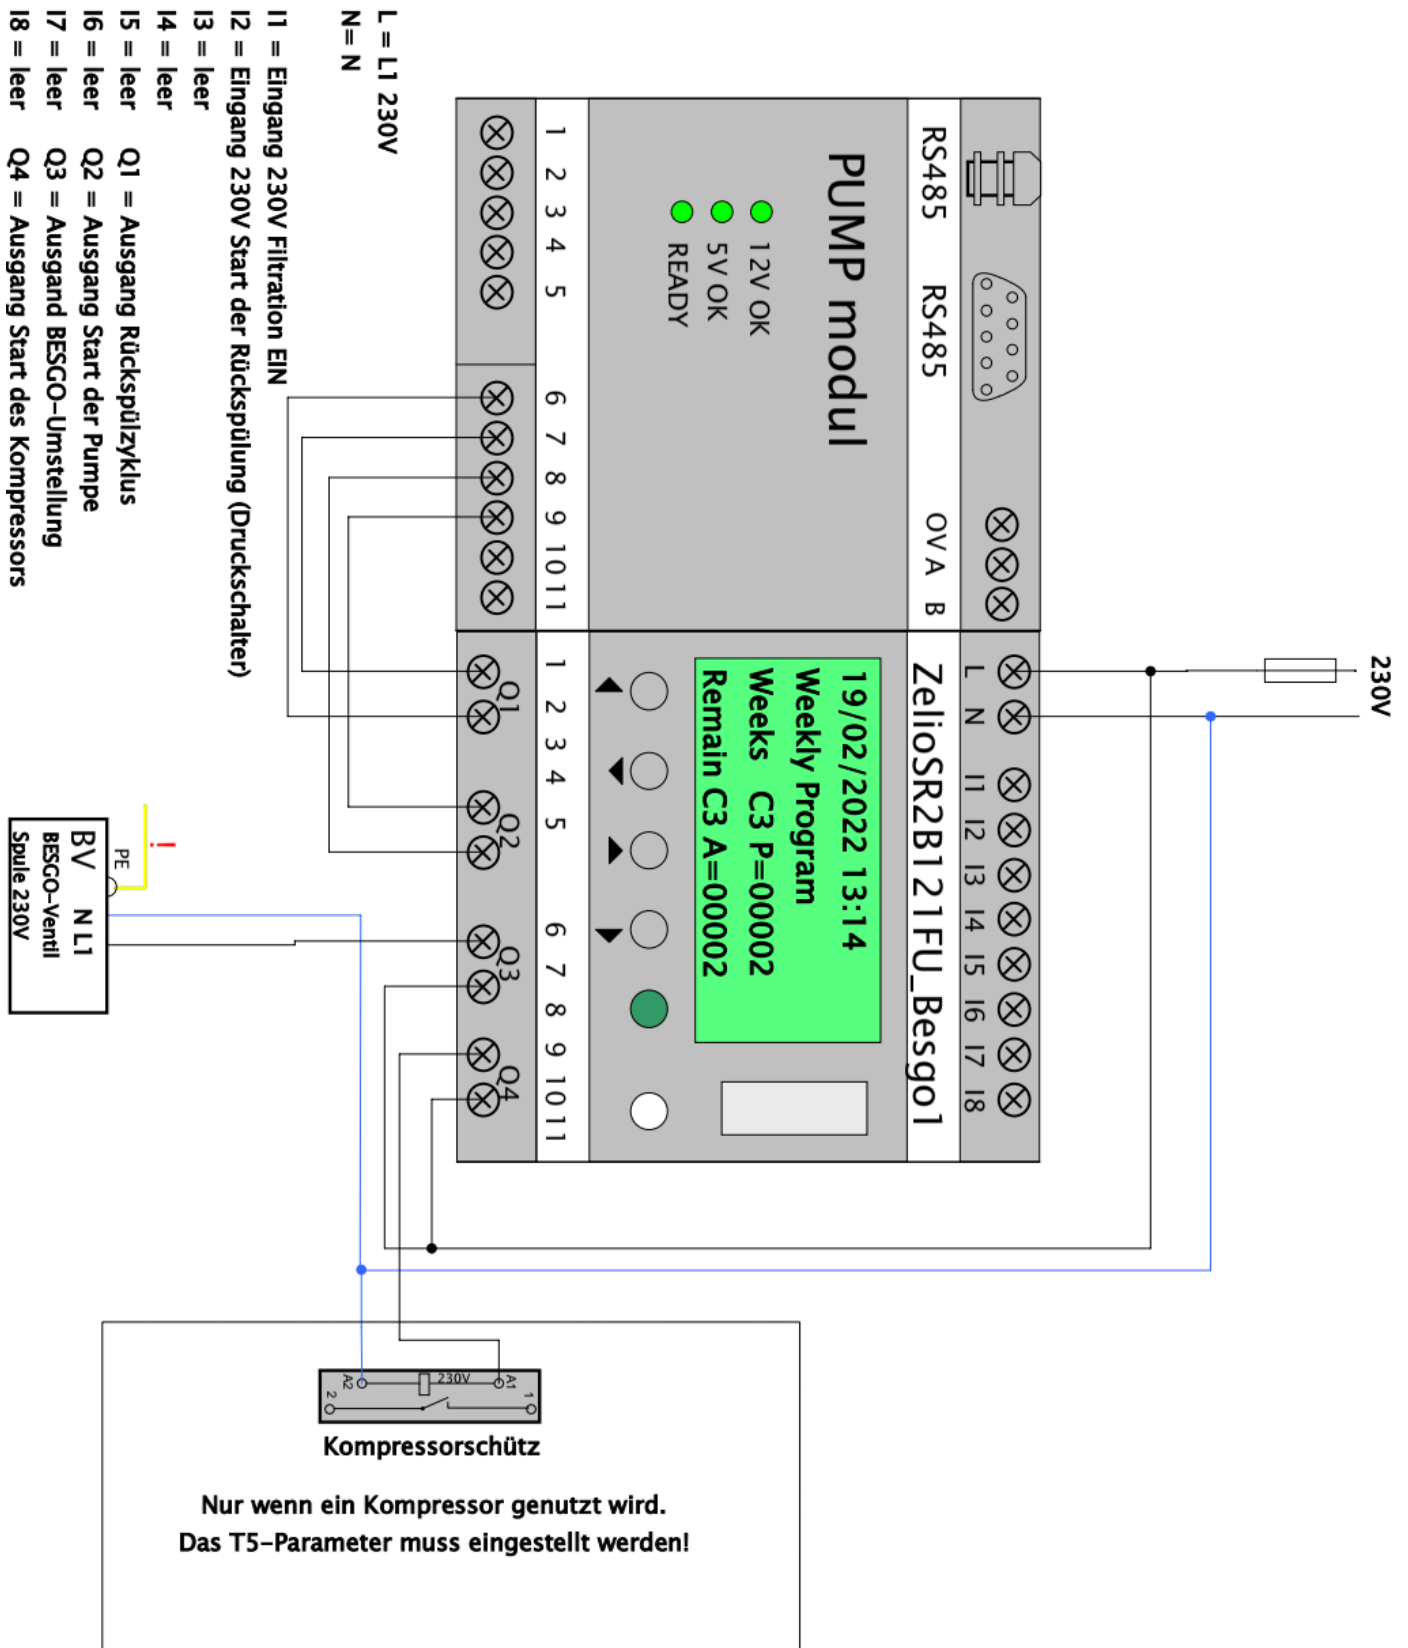 230V
RS485 RS485 0V A B
PUMP modul
12V OK
5V OK
READY
1 2 3 4 5 6 7 8 9 10 11
L N I1 I2 I3 I4 I5 I6 I7 I8
ZelioSR2B121FU_Besgo1
19/02/2022 13:14
Weekly Program
Weeks C3 P=00002
Remain C3 A=00002
1 2 3 4 5 6 7 8 9 10 11
Q1 Q2 Q3 Q4
L = L1 230V
N= N
I1 = Eingang 230V Filtration EIN
I2 = Eingang 230V Start der Rückspülung (Druckschalter)
I3 = leer
I4 = leer
I5 = leer Q1 = Ausgang Rückspülzyklus
I6 = leer Q2 = Ausgang Start der Pumpe
I7 = leer Q3 = Ausgand BESGO-Umstellung
I8 = leer Q4 = Ausgang Start des Kompressors
!
PE
BV N L1
BESGO-Ventil
Spule 230V
A2 230V A1
2 1
Kompressorschütz
Nur wenn ein Kompressor genutzt wird.
Das T5-Parameter muss eingestellt werden!